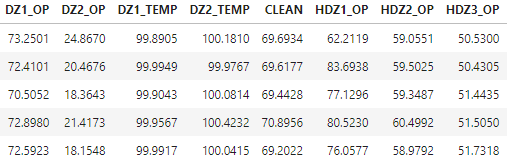 DZ1_OP DZ2_OP DZ1_TEMP DZ2_TEMP CLEAN HDZ1_OP HDZ2_OP HDZ3_OP
73.2501 24.8670 99.8905 100.1810 69.6934 62.2119 59.0551 50.5300
72.4101 20.4676 99.9949 99.9767 69.6177 83.6938 59.5025 50.4305
70.5052 18.3643 99.9043 100.0814 69.4428 77.1296 59.3487 51.4435
72.8980 21.4173 99.9567 100.4232 70.8956 80.5230 60.4992 51.5050
72.5923 18.1548 99.9917 100.0415 69.2022 76.0577 58.9792 51.7318